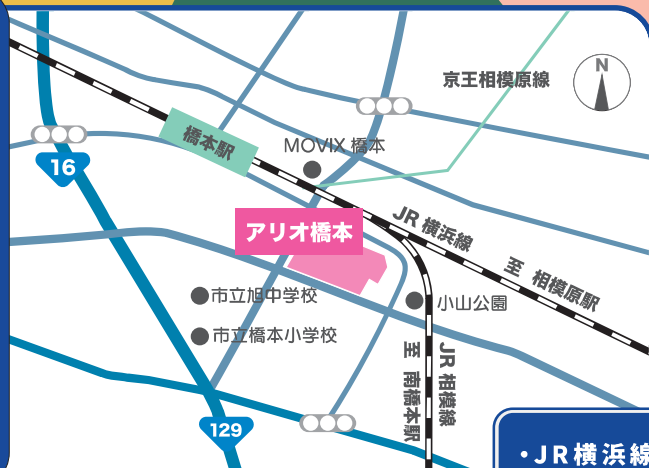 京王相模原線
N
橋本駅
MOVIX 橋本
16
アリオ橋本
JR 横浜線
至 相模原駅
市立旭中学校
小山公園
市立橋本小学校
JR 相模線
至 南橋本駅
129
・JR横浜線